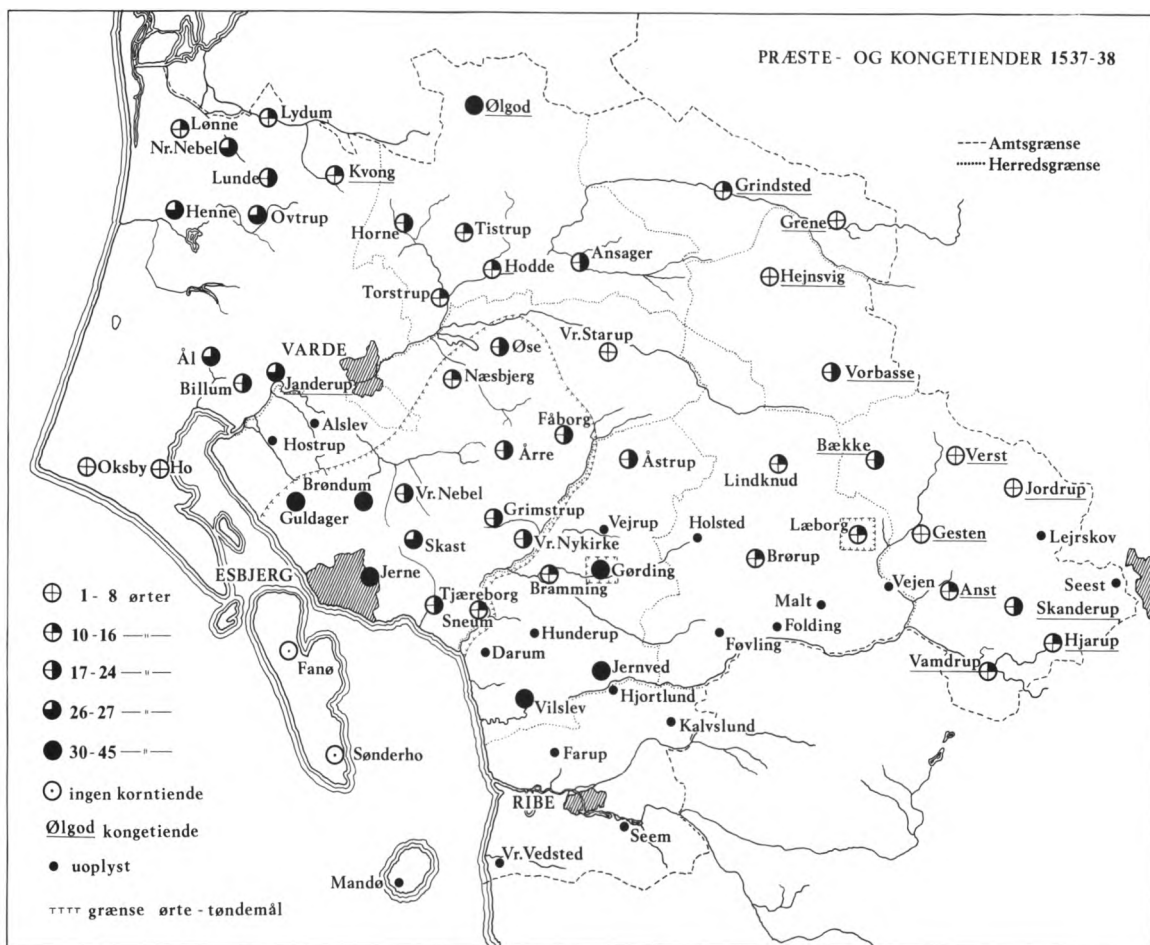 PRÆSTE- OG KONGETIENDER 1537-38
Amtsgrænse
Herredsgrænse
Ølgod
Lydum
Lønne
Nr.Nebel
Lunde
Kvong
Henne
Ovtrup
Grindsted
Grene
Horne
Tistrup
Ansager
Hodde
Hejnsvig
Torstrup
Vr.Starup
Øse
Ål
VARDE
Billum
Janderup
Næsbjerg
Vorbasse
Alslev
Hostrup
Fåborg
Årre
Åstrup
Bække
Lindknud
Verst
Oksby
Ho
Jordrup
Brøndum
Guldager
Vr.Nebel
Grimstrup
Vejrup
Holsted
Læborg
Gesten
Lejrskov
Skast
Vr.Nykirke
Brørup
ESBJERG
Jerne
Gørding
Bramming
Vejen
Anst
Seest
Skanderup
Tjæreborg
Sneum
Malt
Folding
Hunderup
Føvling
Hjarup
Darum
Vamdrup
Fanø
Jernved
Hjortlund
Vilslev
Kalvslund
Sønderho
Farup
RIBE
Seem
Vr.Vedsted
Mandø
1 - 8 ørter
10-16 —"—
17-24 —"—
26-27 —"—
30-45 —"—
ingen korntiende
Ølgod kongetiende
uoplyst
grænse ørte - tøndemål